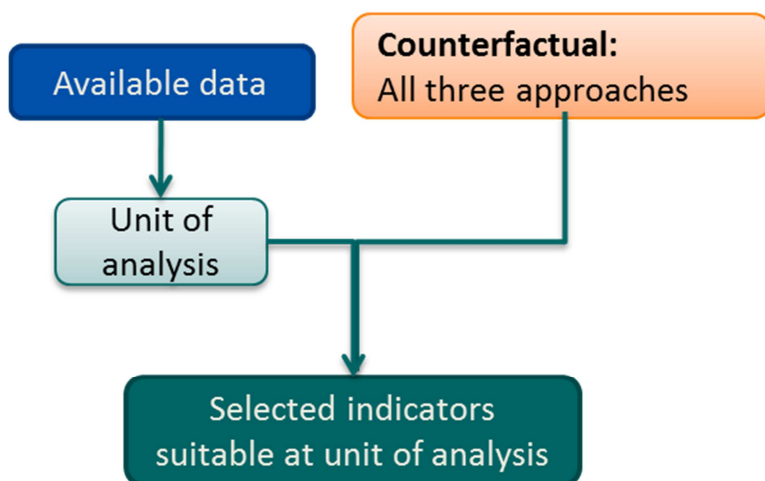 Available data
Counterfactual:
All three approaches
Unit of
analysis
Selected indicators
suitable at unit of analysis